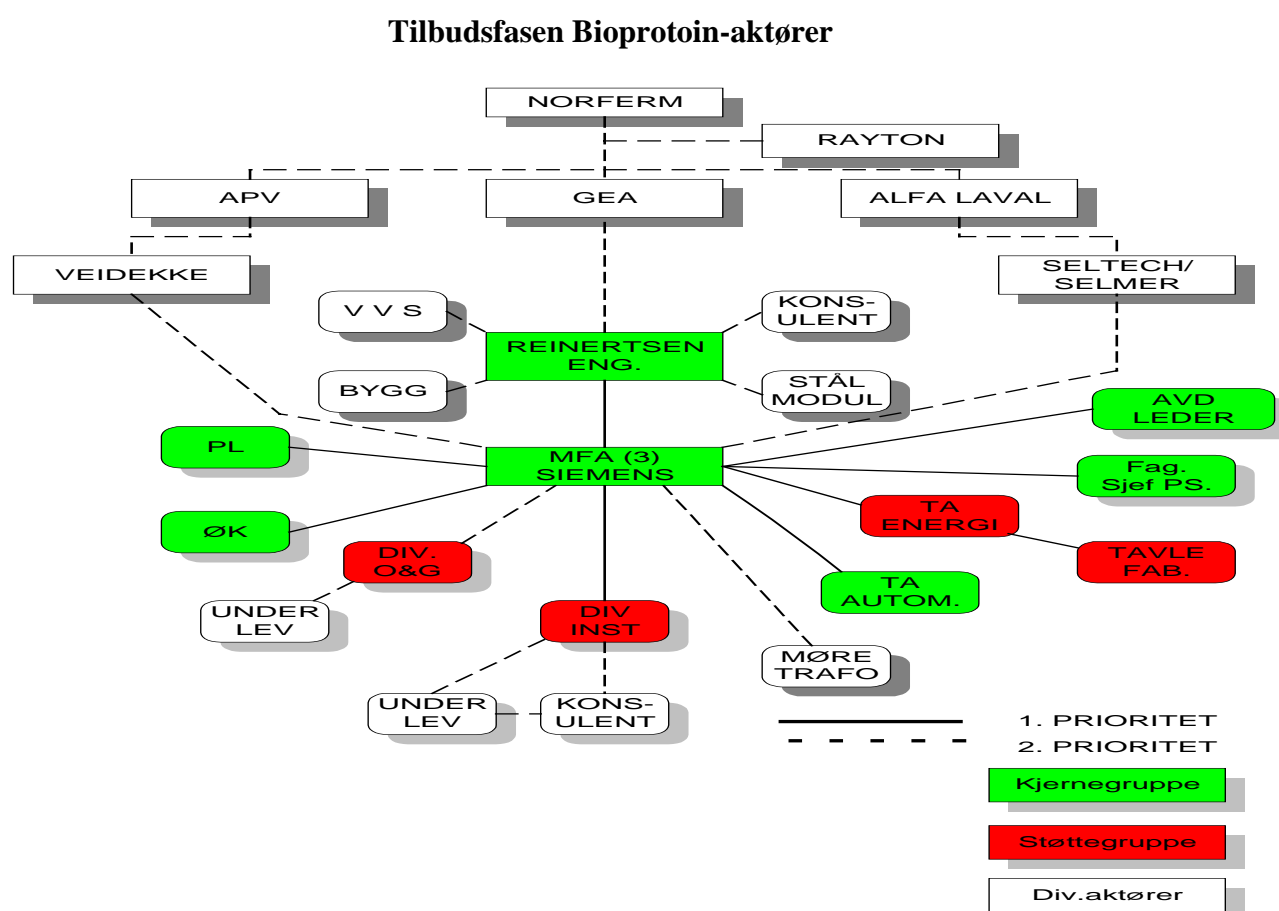 Tilbudsfasen Bioprotoin-aktører
NORFERM
RAYTON
APV
GEA
ALFA LAVAL
VEIDEKKE
SELTECH/
SELMER
V V S
KONS-
ULENT
REINERTSEN
ENG.
BYGG
STÅL
MODUL
AVD
LEDER
PL
MFA (3)
SIEMENS
Fag.
Sjef PS.
ØK
TA
ENERGI
DIV.
O&G
TAVLE
FAB.
TA
AUTOM.
UNDER
LEV
DIV
INST
MØRE
TRAFO
UNDER
LEV
KONS-
ULENT
1. PRIORITET
2. PRIORITET
Kjernegruppe
Støttegruppe
Div.aktører